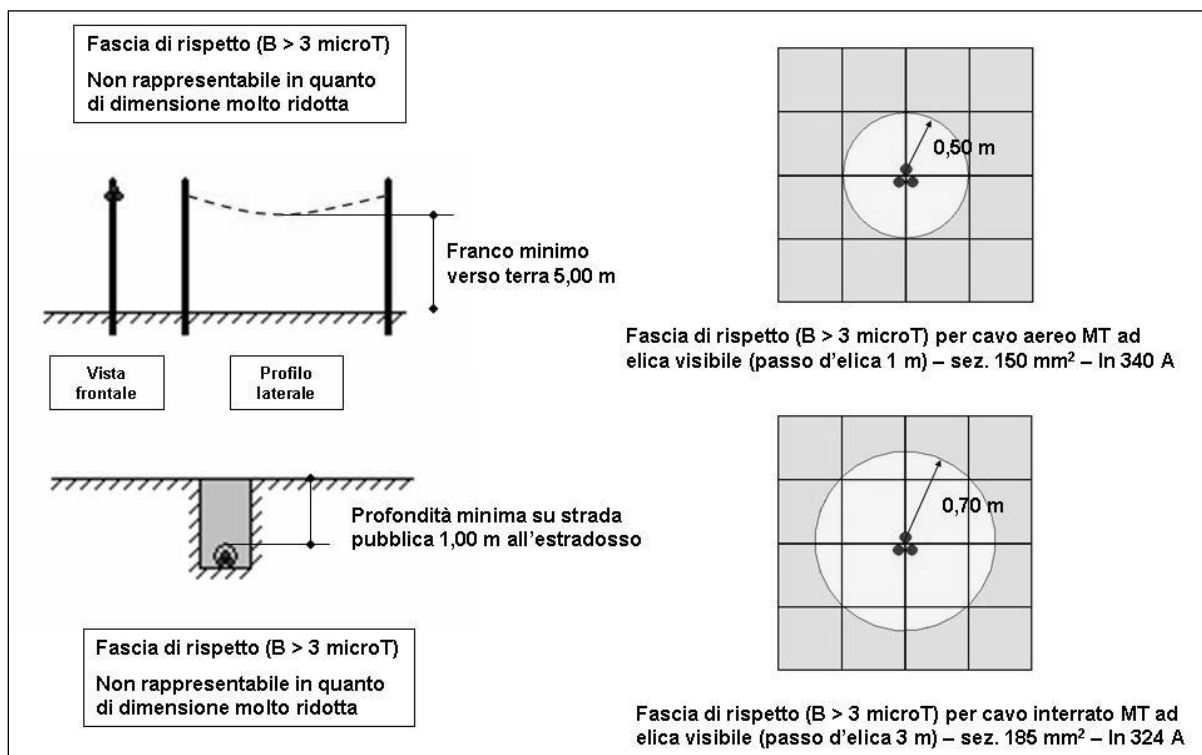 Fascia di rispetto (B > 3 microT)
Non rappresentabile in quanto
di dimensione molto ridotta
Franco minimo
verso terra 5,00 m
Vista
frontale
Profilo
laterale
Profondità minima su strada
pubblica 1,00 m all'estradosso
Fascia di rispetto (B > 3 microT)
Non rappresentabile in quanto
di dimensione molto ridotta
0,50 m
Fascia di rispetto (B > 3 microT) per cavo aereo MT ad
elica visibile (passo d'elica 1 m) – sez. 150 mm² – In 340 A
0,70 m
Fascia di rispetto (B > 3 microT) per cavo interrato MT ad
elica visibile (passo d'elica 3 m) – sez. 185 mm² – In 324 A